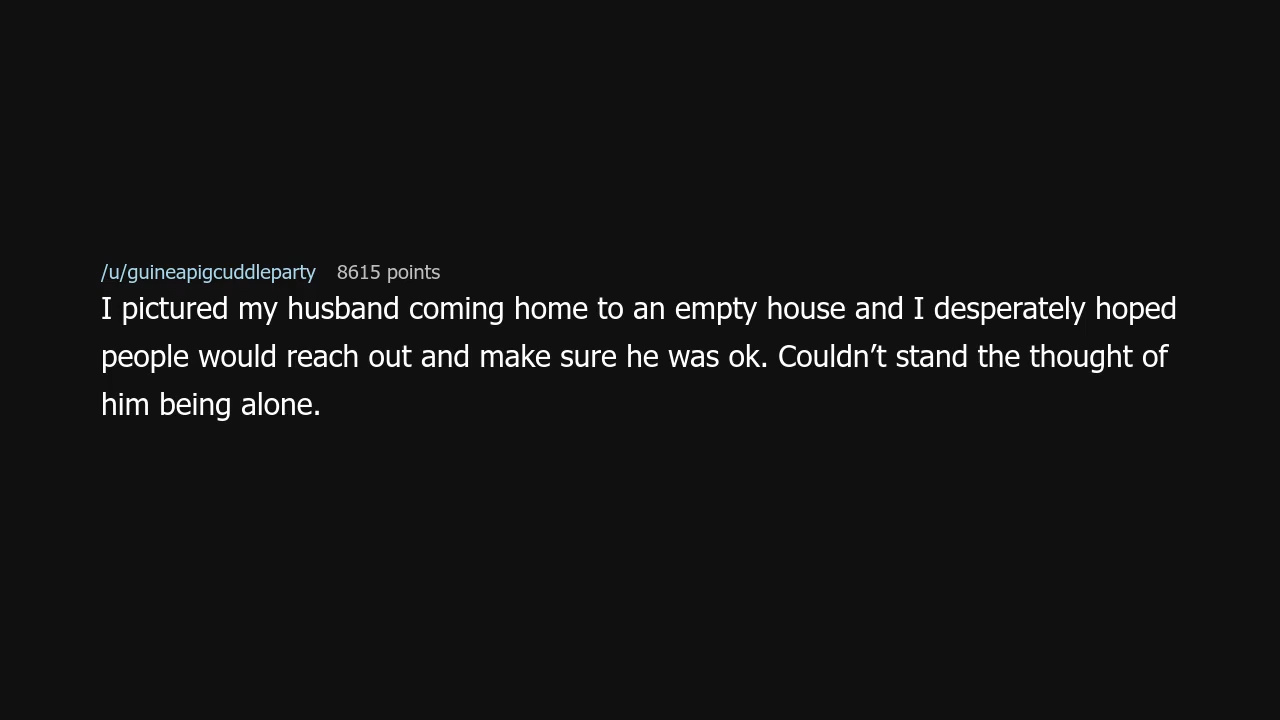 /u/guineapigcuddleparty 8615 points
I pictured my husband coming home to an empty house and I desperately hoped
people would reach out and make sure he was ok. Couldn’t stand the thought of
him being alone.